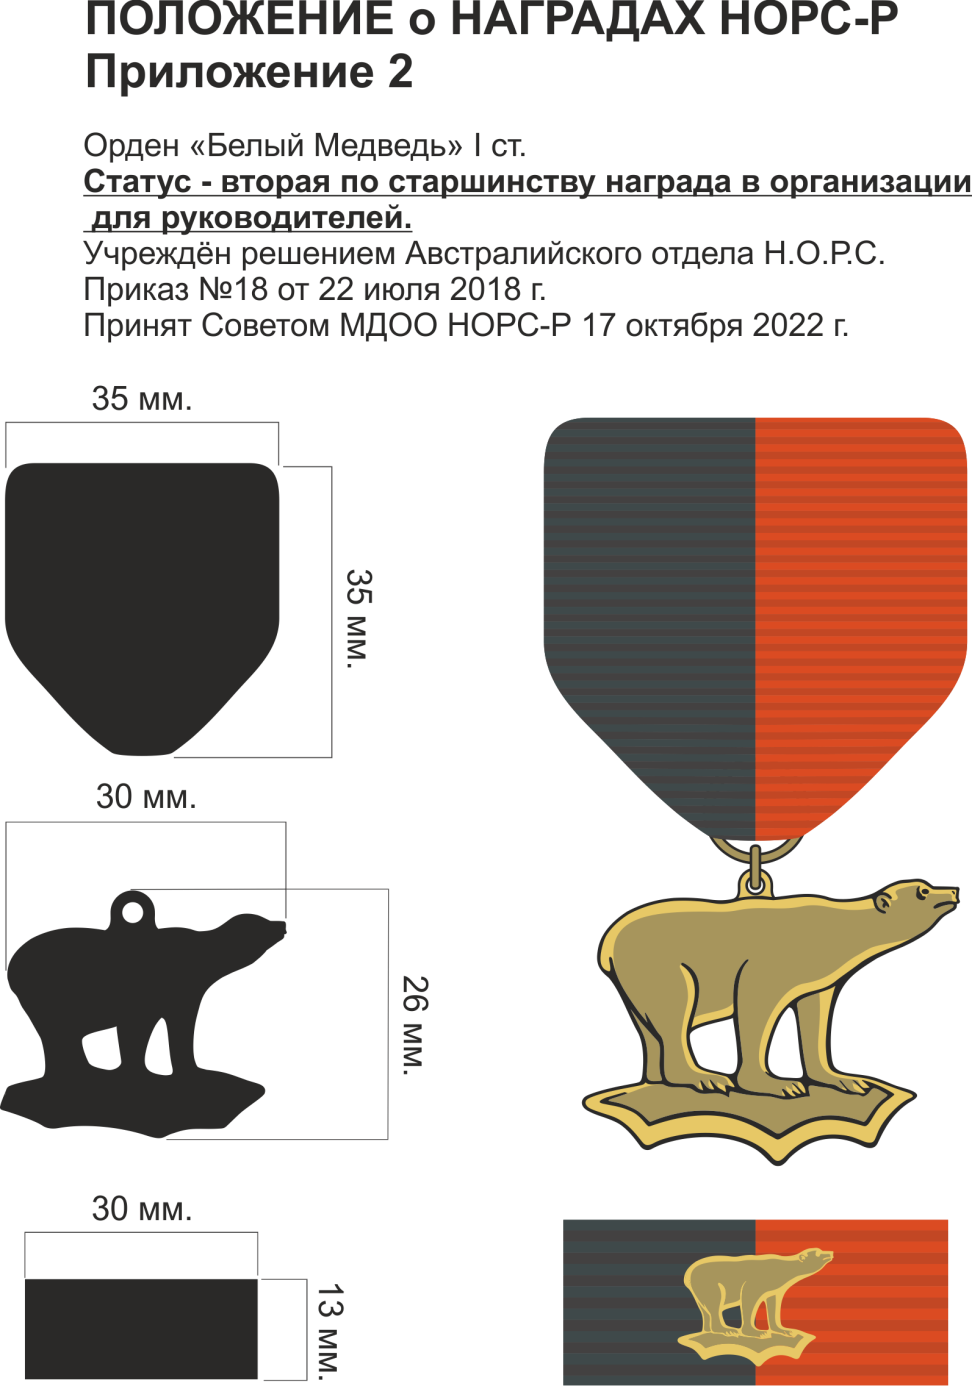 ПОЛОЖЕНИЕ о НАГРАДАХ НОРС-Р
Приложение 2
Орден «Белый Медведь» I ст.
Статус - вторая по старшинству награда в организации
для руководителей.
Учреждён решением Австралийского отдела Н.О.Р.С.
Приказ №18 от 22 июля 2018 г.
Принят Советом МДОО НОРС-Р 17 октября 2022 г.
35 мм.
35 мм.
30 мм.
26 мм.
30 мм.
13 мм.